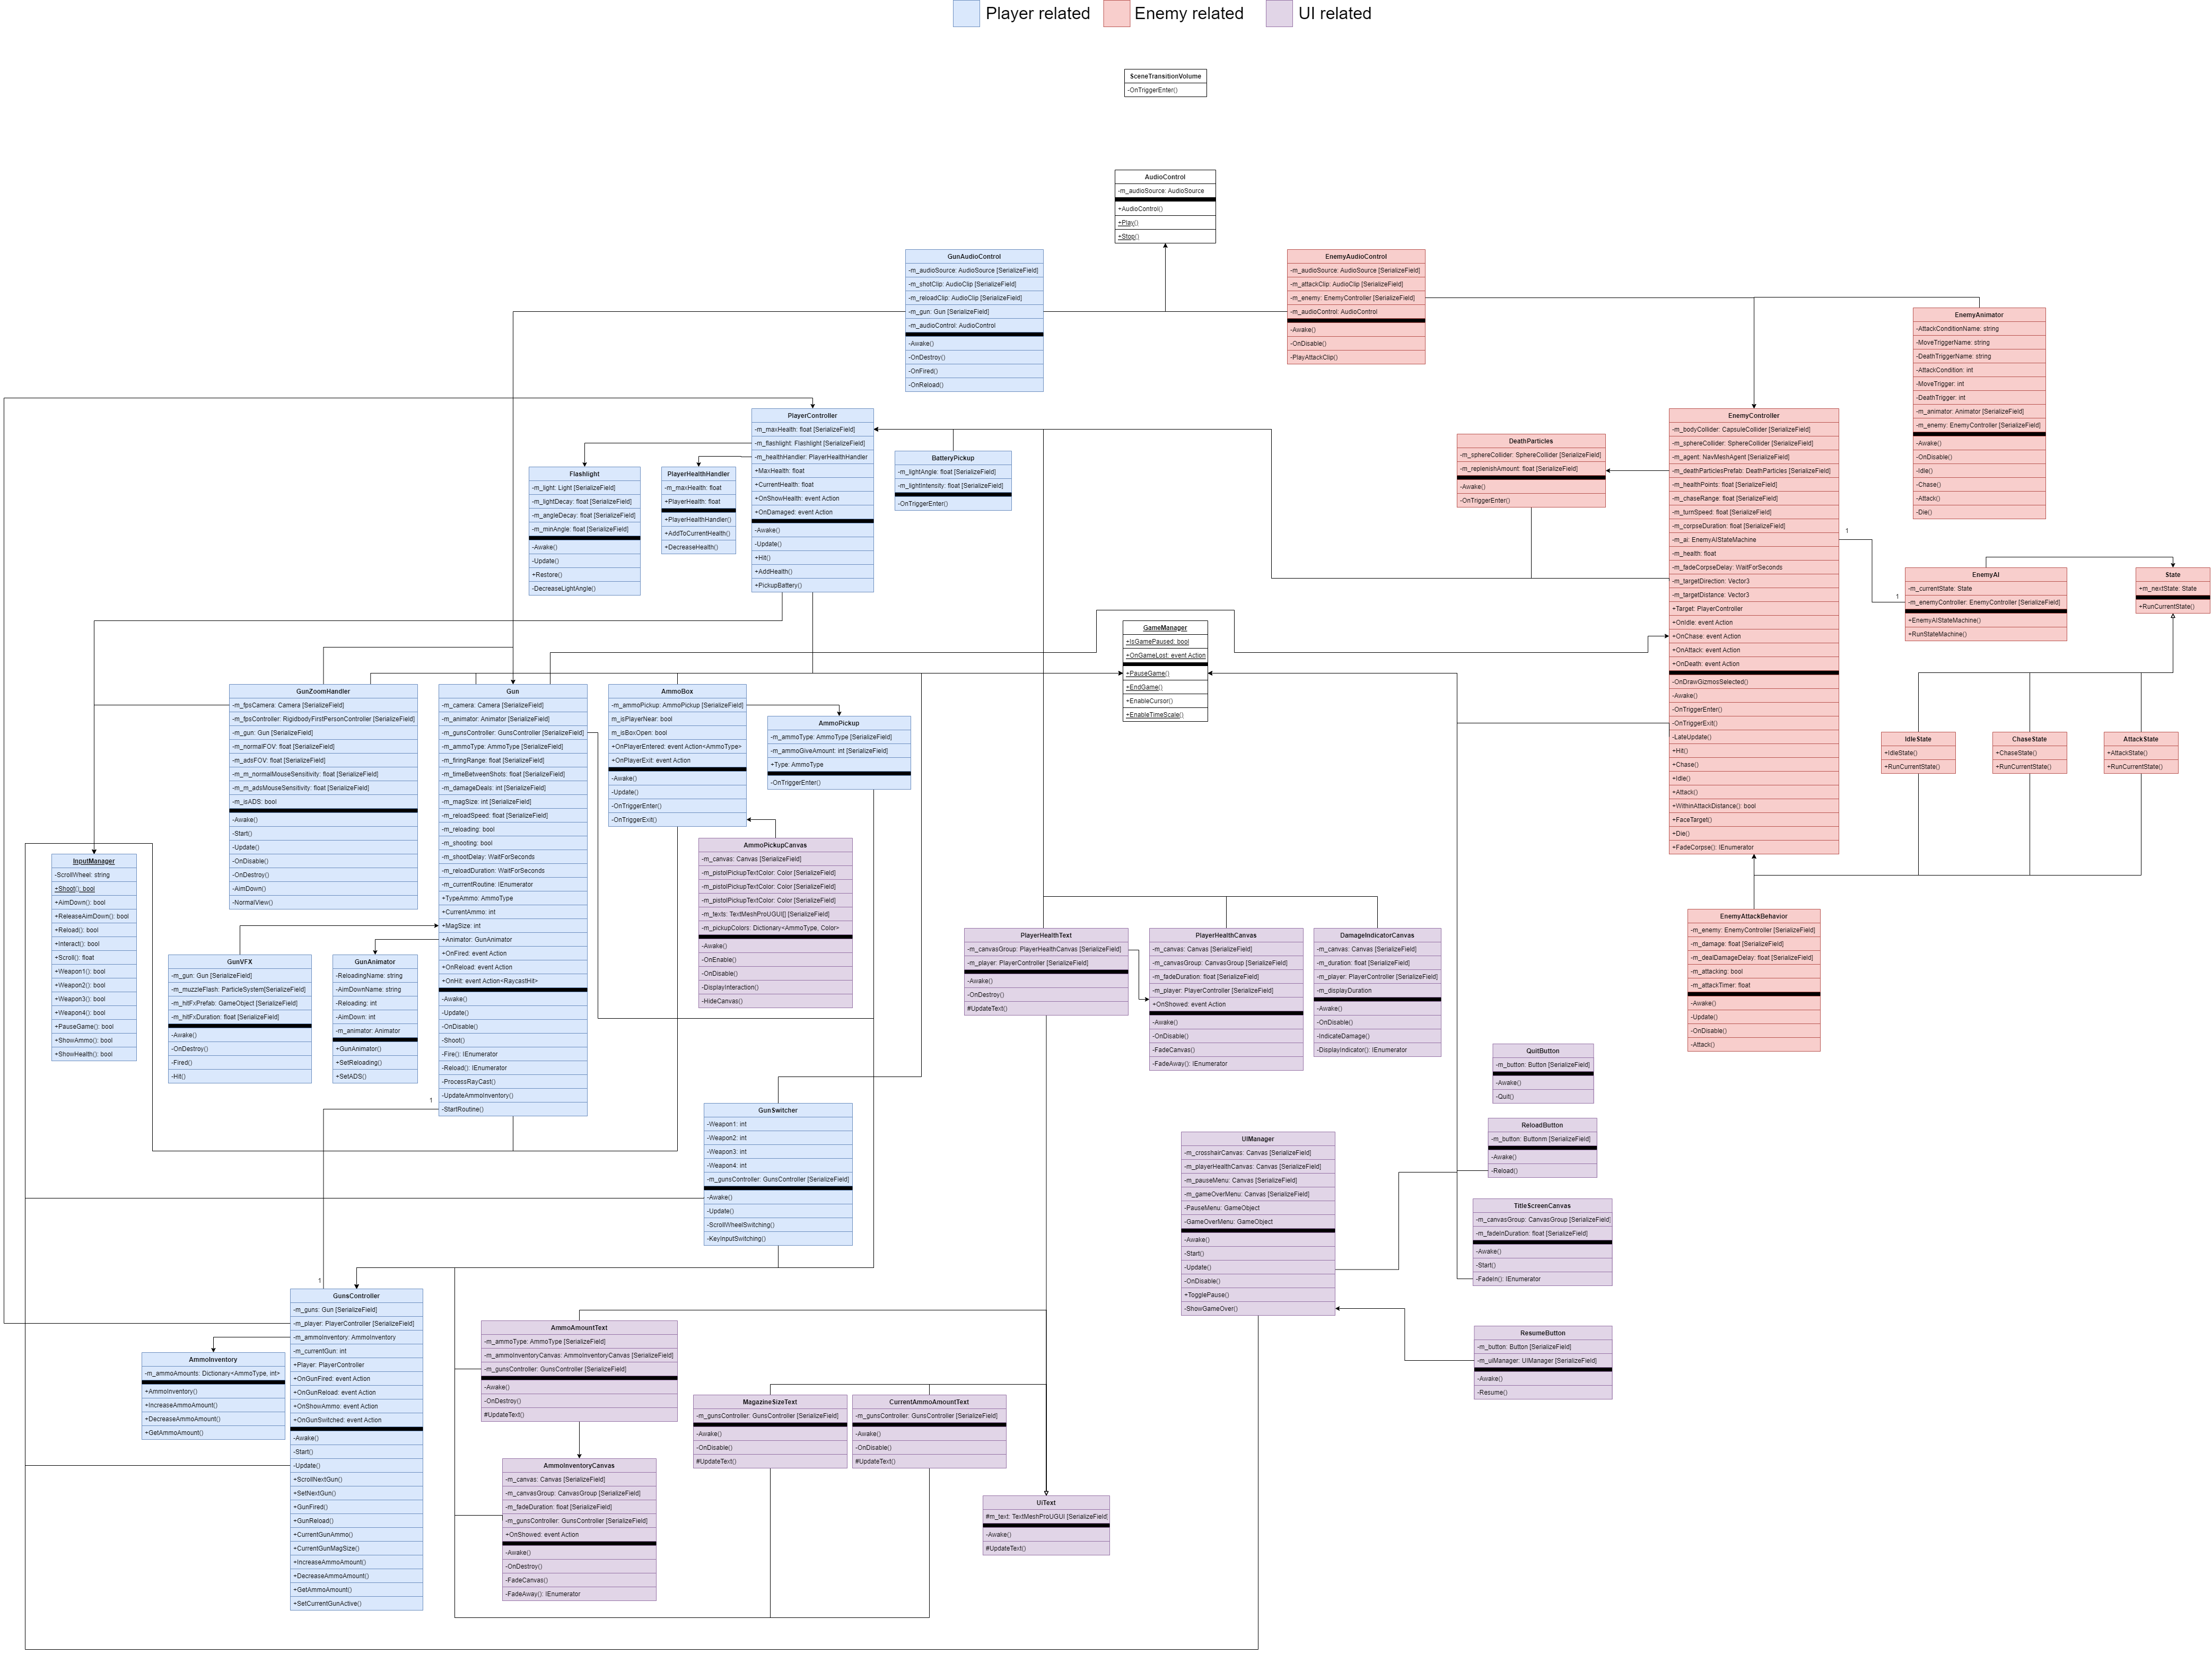 Player related
Enemy related
UI related
SceneTransitionVolume
-OnTriggerEnter()
AudioControl
-m_audioSource: AudioSource
+AudioControl()
+Play()
+Stop()
GunAudioControl
-m_audioSource: AudioSource [SerializeField]
-m_shotClip: AudioClip [SerializeField]
-m_reloadClip: AudioClip [SerializeField]
-m_gun: Gun [SerializeField]
-m_audioControl: AudioControl
-Awake()
-OnDestroy()
-OnFired()
-OnReload()
EnemyAudioControl
-m_audioSource: AudioSource [SerializeField]
-m_attackClip: AudioClip [SerializeField]
-m_enemy: EnemyController [SerializeField]
-m_audioControl: AudioControl
-Awake()
-OnDisable()
-PlayAttackClip()
EnemyAnimator
-AttackConditionName: string
-MoveTriggerName: string
-DeathTriggerName: string
-AttackCondition: int
-MoveTrigger: int
-DeathTrigger: int
-m_animator: Animator [SerializeField]
-m_enemy: EnemyController [SerializeField]
-Awake()
-OnDisable()
-Idle()
-Chase()
-Attack()
-Die()
PlayerController
-m_maxHealth: float [SerializeField]
-m_flashlight: Flashlight [SerializeField]
-m_healthHandler: PlayerHealthHandler
+MaxHealth: float
+CurrentHealth: float
+OnShowHealth: event Action
+OnDamaged: event Action
-Awake()
-Update()
+Hit()
+AddHealth()
+PickupBattery()
Flashlight
-m_light: Light [SerializeField]
-m_lightDecay: float [SerializeField]
-m_angleDecay: float [SerializeField]
-m_minAngle: float [SerializeField]
-Awake()
-Update()
+Restore()
-DecreaseLightAngle()
PlayerHealthHandler
-m_maxHealth: float
+PlayerHealth: float
+PlayerHealthHandler()
+AddToCurrentHealth()
+DecreaseHealth()
BatteryPickup
-m_lightAngle: float [SerializeField]
-m_lightIntensity: float [SerializeField]
-OnTriggerEnter()
DeathParticles
-m_sphereCollider: SphereCollider [SerializeField]
-m_replenishAmount: float [SerializeField]
-Awake()
-OnTriggerEnter()
EnemyController
-m_bodyCollider: CapsuleCollider [SerializeField]
-m_sphereCollider: SphereCollider [SerializeField]
-m_agent: NavMeshAgent [SerializeField]
-m_deathParticlesPrefab: DeathParticles [SerializeField]
-m_healthPoints: float [SerializeField]
-m_chaseRange: float [SerializeField]
-m_turnSpeed: float [SerializeField]
-m_corpseDuration: float [SerializeField]
-m_ai: EnemyAIStateMachine
-m_health: float
-m_fadeCorpseDelay: WaitForSeconds
-m_targetDirection: Vector3
-m_targetDistance: Vector3
+Target: PlayerController
+OnIdle: event Action
+OnChase: event Action
+OnAttack: event Action
+OnDeath: event Action
-OnDrawGizmosSelected()
-Awake()
-OnTriggerEnter()
-OnTriggerExit()
-LateUpdate()
+Hit()
+Chase()
+Idle()
+Attack()
+WithinAttackDistance(): bool
+FaceTarget()
+Die()
+FadeCorpse(): IEnumerator
1
1
EnemyAI
-m_currentState: State
-m_enemyController: EnemyController [SerializeField]
+EnemyAIStateMachine()
+RunStateMachine()
State
+m_nextState: State
+RunCurrentState()
GameManager
+IsGamePaused: bool
+OnGameLost: event Action
+PauseGame()
+EndGame()
+EnableCursor()
+EnableTimeScale()
IdleState
+IdleState()
+RunCurrentState()
ChaseState
+ChaseState()
+RunCurrentState()
AttackState
+AttackState()
+RunCurrentState()
GunZoomHandler
-m_fpsCamera: Camera [SerializeField]
-m_fpsController: RigidbodyFirstPersonController [SerializeField]
-m_gun: Gun [SerializeField]
-m_normalFOV: float [SerializeField]
-m_adsFOV: float [SerializeField]
-m_m_normalMouseSensitivity: float [SerializeField]
-m_m_adsMouseSensitivity: float [SerializeField]
-m_isADS: bool
-Awake()
-Start()
-Update()
-OnDisable()
-OnDestroy()
-AimDown()
-NormalView()
Gun
-m_camera: Camera [SerializeField]
-m_animator: Animator [SerializeField]
-m_gunsController: GunsController [SerializeField]
-m_ammoType: AmmoType [SerializeField]
-m_firingRange: float [SerializeField]
-m_timeBetweenShots: float [SerializeField]
-m_damageDeals: int [SerializeField]
-m_magSize: int [SerializeField]
-m_reloadSpeed: float [SerializeField]
-m_reloading: bool
-m_shooting: bool
-m_shootDelay: WaitForSeconds
-m_reloadDuration: WaitForSeconds
-m_currentRoutine: IEnumerator
+TypeAmmo: AmmoType
+CurrentAmmo: int
+MagSize: int
+Animator: GunAnimator
+OnFired: event Action
+OnReload: event Action
+OnHit: event Action<RaycastHit>
-Awake()
-Update()
-OnDisable()
-Shoot()
-Fire(): IEnumerator
-Reload(): IEnumerator
-ProcessRayCast()
-UpdateAmmoInventory()
-StartRoutine()
1
1
AmmoBox
-m_ammoPickup: AmmoPickup [SerializeField]
m_isPlayerNear: bool
m_isBoxOpen: bool
+OnPlayerEntered: event Action<AmmoType>
+OnPlayerExit: event Action
-Awake()
-Update()
-OnTriggerEnter()
-OnTriggerExit()
AmmoPickup
-m_ammoType: AmmoType [SerializeField]
-m_ammoGiveAmount: int [SerializeField]
+Type: AmmoType
-OnTriggerEnter()
AmmoPickupCanvas
-m_canvas: Canvas [SerializeField]
-m_pistolPickupTextColor: Color [SerializeField]
-m_pistolPickupTextColor: Color [SerializeField]
-m_pistolPickupTextColor: Color [SerializeField]
-m_texts: TextMeshProUGUI[] [SerializeField]
-m_pickupColors: Dictionary<AmmoType, Color>
-Awake()
-OnEnable()
-OnDisable()
-DisplayInteraction()
-HideCanvas()
InputManager
-ScrollWheel: string
+Shoot(): bool
+AimDown(): bool
+ReleaseAimDown(): bool
+Reload(): bool
+Interact(): bool
+Scroll(): float
+Weapon1(): bool
+Weapon2(): bool
+Weapon3(): bool
+Weapon4(): bool
+PauseGame(): bool
+ShowAmmo(): bool
+ShowHealth(): bool
GunVFX
-m_gun: Gun [SerializeField]
-m_muzzleFlash: ParticleSystem[SerializeField]
-m_hitFxPrefab: GameObject [SerializeField]
-m_hitFxDuration: float [SerializeField]
-Awake()
-OnDestroy()
-Fired()
-Hit()
GunAnimator
-ReloadingName: string
-AimDownName: string
-Reloading: int
-AimDown: int
-m_animator: Animator
+GunAnimator()
+SetReloading()
+SetADS()
PlayerHealthText
-m_canvasGroup: PlayerHealthCanvas [SerializeField]
-m_player: PlayerController [SerializeField]
-Awake()
-OnDestroy()
#UpdateText()
PlayerHealthCanvas
-m_canvas: Canvas [SerializeField]
-m_canvasGroup: CanvasGroup [SerializeField]
-m_fadeDuration: float [SerializeField]
-m_player: PlayerController [SerializeField]
+OnShowed: event Action
-Awake()
-OnDisable()
-FadeCanvas()
-FadeAway(): IEnumerator
DamageIndicatorCanvas
-m_canvas: Canvas [SerializeField]
-m_duration: float [SerializeField]
-m_player: PlayerController [SerializeField]
-m_displayDuration
-Awake()
-OnDisable()
-IndicateDamage()
-DisplayIndicator(): IEnumerator
EnemyAttackBehavior
-m_enemy: EnemyController [SerializeField]
-m_damage: float [SerializeField]
-m_dealDamageDelay: float [SerializeField]
-m_attacking: bool
-m_attackTimer: float
-Awake()
-Update()
-OnDisable()
-Attack()
QuitButton
-m_button: Button [SerializeField]
-Awake()
-Quit()
ReloadButton
-m_button: Buttonm [SerializeField]
-Awake()
-Reload()
GunSwitcher
-Weapon1: int
-Weapon2: int
-Weapon3: int
-Weapon4: int
-m_gunsController: GunsController [SerializeField]
-Awake()
-Update()
-ScrollWheelSwitching()
-KeyInputSwitching()
UIManager
-m_crosshairCanvas: Canvas [SerializeField]
-m_playerHealthCanvas: Canvas [SerializeField]
-m_pauseMenu: Canvas [SerializeField]
-m_gameOverMenu: Canvas [SerializeField]
-PauseMenu: GameObject
-GameOverMenu: GameObject
-Awake()
-Start()
-Update()
-OnDisable()
+TogglePause()
-ShowGameOver()
TitleScreenCanvas
-m_canvasGroup: CanvasGroup [SerializeField]
-m_fadeInDuration: float [SerializeField]
-Awake()
-Start()
-FadeIn(): IEnumerator
ResumeButton
-m_button: Button [SerializeField]
-m_uiManager: UIManager [SerializeField]
-Awake()
-Resume()
GunsController
-m_guns: Gun [SerializeField]
-m_player: PlayerController [SerializeField]
-m_ammoInventory: AmmoInventory
-m_currentGun: int
+Player: PlayerController
+OnGunFired: event Action
+OnGunReload: event Action
+OnShowAmmo: event Action
+OnGunSwitched: event Action
-Awake()
-Start()
-Update()
+ScrollNextGun()
+SetNextGun()
+GunFired()
+GunReload()
+CurrentGunAmmo()
+CurrentGunMagSize()
+IncreaseAmmoAmount()
+DecreaseAmmoAmount()
+GetAmmoAmount()
+SetCurrentGunActive()
AmmoInventory
-m_ammoAmounts: Dictionary<AmmoType, int>
+AmmoInventory()
+IncreaseAmmoAmount()
+DecreaseAmmoAmount()
+GetAmmoAmount()
AmmoAmountText
-m_ammoType: AmmoType [SerializeField]
-m_ammoInventoryCanvas: AmmoInventoryCanvas [SerializeField]
-m_gunsController: GunsController [SerializeField]
-Awake()
-OnDestroy()
#UpdateText()
MagazineSizeText
-m_gunsController: GunsController [SerializeField]
-Awake()
-OnDisable()
#UpdateText()
CurrentAmmoAmountText
-m_gunsController: GunsController [SerializeField]
-Awake()
-OnDisable()
#UpdateText()
AmmoInventoryCanvas
-m_canvas: Canvas [SerializeField]
-m_canvasGroup: CanvasGroup [SerializeField]
-m_fadeDuration: float [SerializeField]
-m_gunsController: GunsController [SerializeField]
+OnShowed: event Action
-Awake()
-OnDestroy()
-FadeCanvas()
-FadeAway(): IEnumerator
UiText
#m_text: TextMeshProUGUI [SerializeField]
-Awake()
#UpdateText()